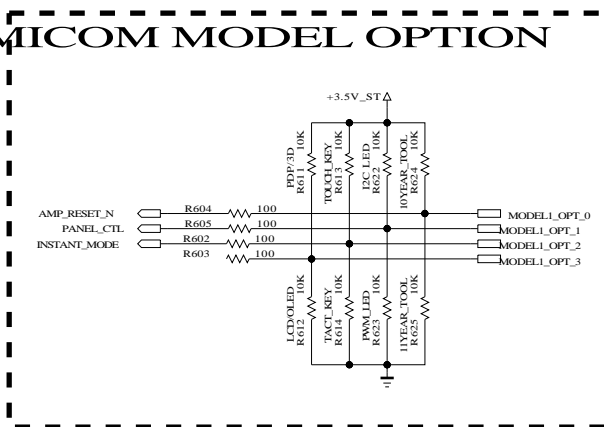 MICOM MODEL OPTION
+3.5V_ST
PDP/3D
R611 10K
TOUCH_KEY
R613 10K
I2C LED
R622 10K
10YEAR_TOOL
R624 10K
AMP_RESET_N R604 100 MODEL1_OPT_0
PANEL_CTL R605 100 MODEL1_OPT_1
INSTANT_MODE R602 100 MODEL1_OPT_2
R603 100 MODEL1_OPT_3
LCD/OLED
R612 10K
TACT_KEY
R614 10K
PWM_LED
R623 10K
11YEAR_TOOL
R625 10K